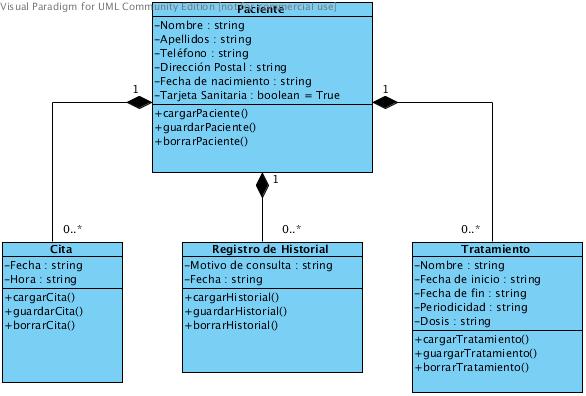 Visual Paradigm for UML Community Edition [not for commercial use]
Paciente
-Nombre : string
-Apellidos : string
-Teléfono : string
-Dirección Postal : string
-Fecha de nacimiento : string
-Tarjeta Sanitaria : boolean = True
+cargarPaciente()
+guardarPaciente()
+borrarPaciente()
1
1
1
0..*
0..*
0..*
Cita
-Fecha : string
-Hora : string
+cargarCita()
+guardarCita()
+borrarCita()
Registro de Historial
-Motivo de consulta : string
-Fecha : string
+cargarHistorial()
+guardarHistorial()
+borrarHistorial()
Tratamiento
-Nombre : string
-Fecha de inicio : string
-Fecha de fin : string
-Periodicidad : string
-Dosis : string
+cargarTratamiento()
+guargarTratamiento()
+borrarTratamiento()